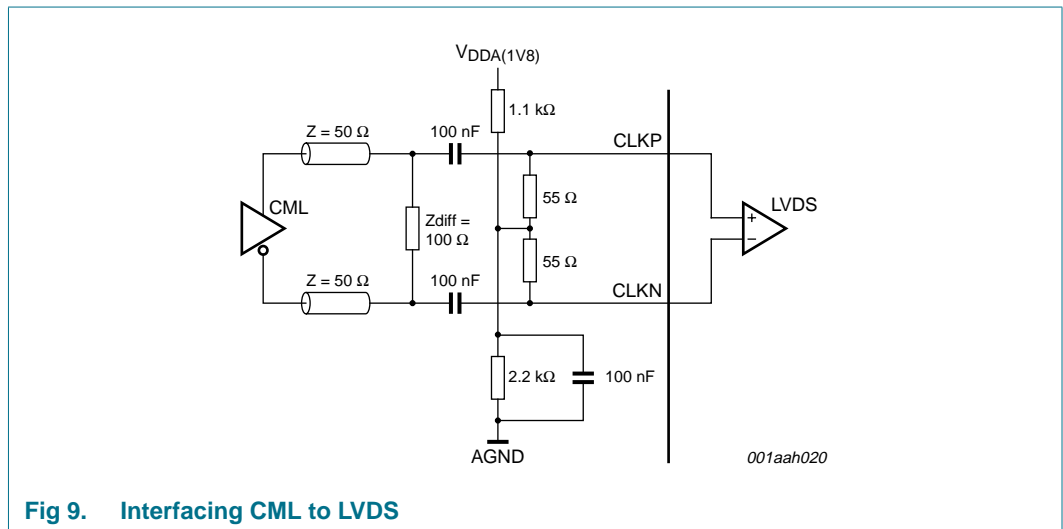 VDDA(1V8)
1.1 kΩ
Z = 50 Ω
100 nF
CLKP
CML
Zdiff =
100 Ω
55 Ω
LVDS
+
−
55 Ω
Z = 50 Ω
100 nF
CLKN
2.2 kΩ
100 nF
AGND
001aah020
Fig 9. Interfacing CML to LVDS